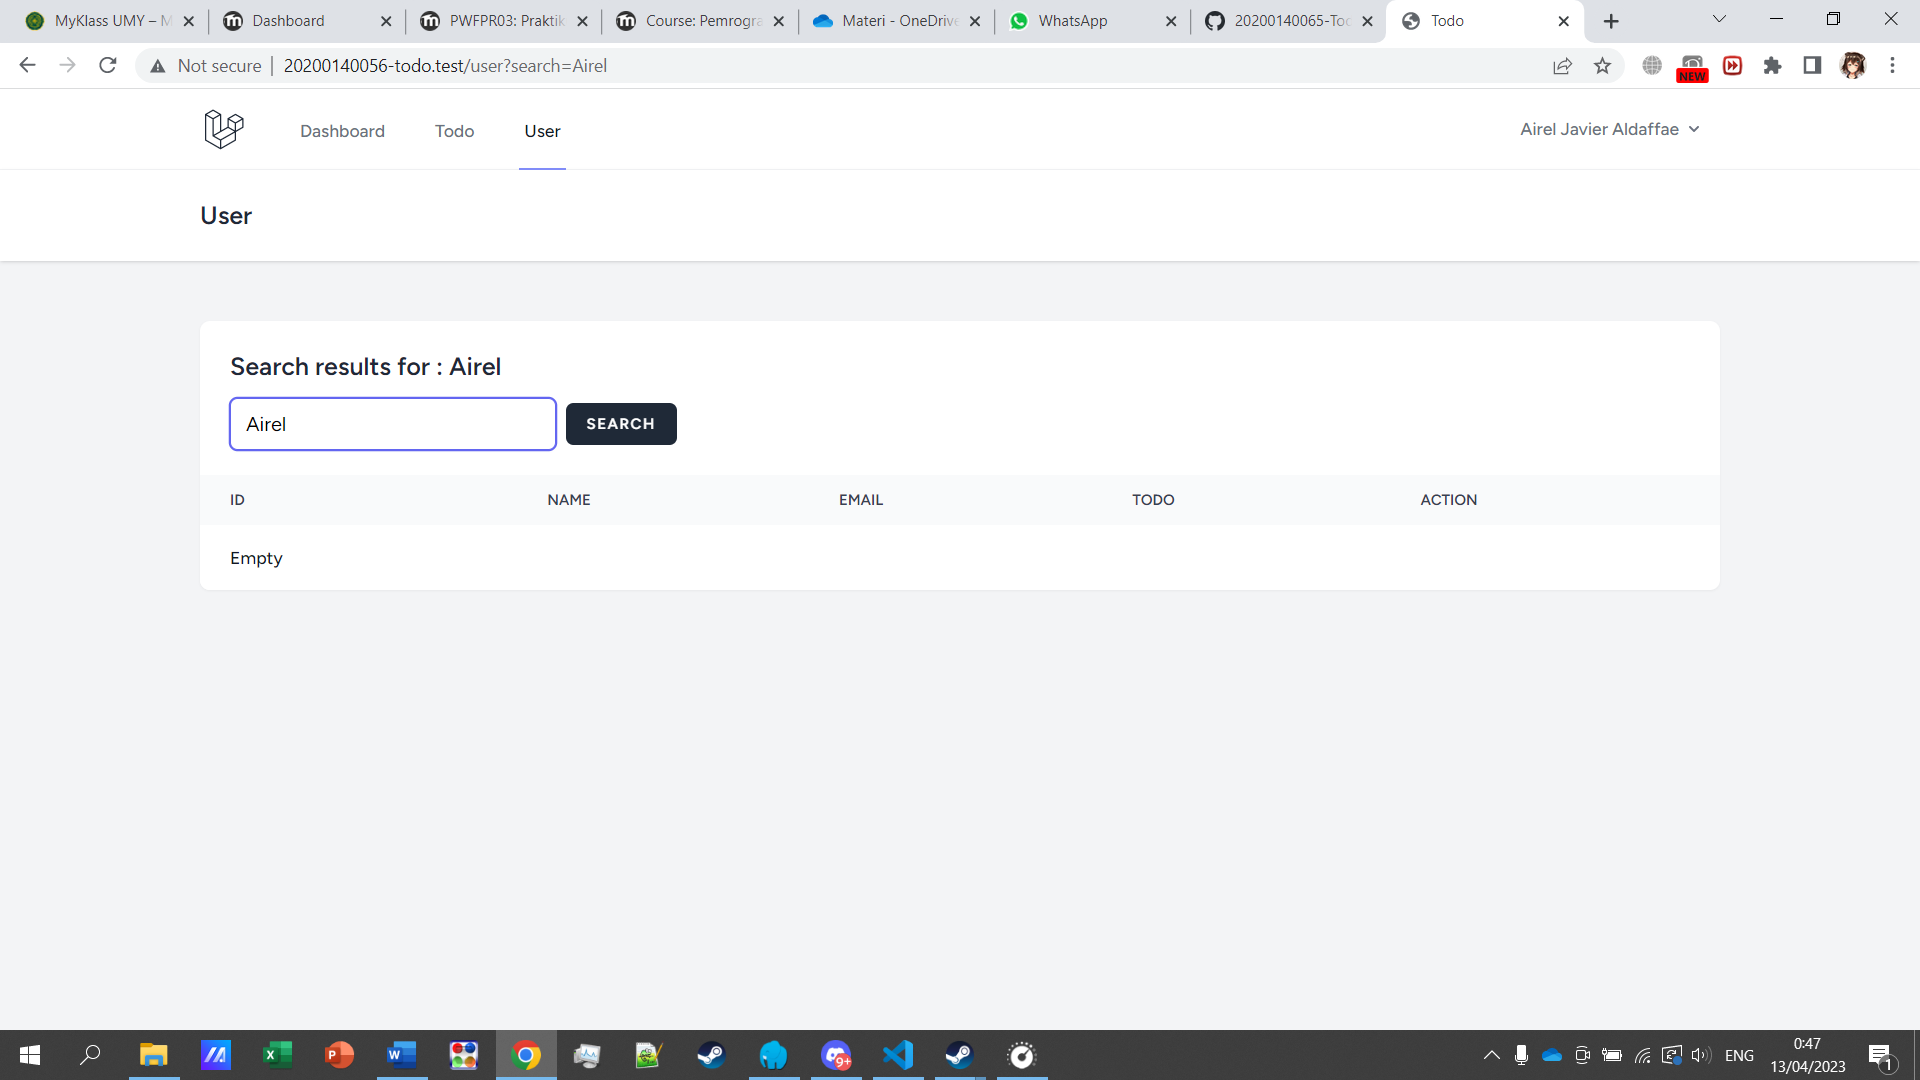 MyKlass UMY – M
Dashboard
PWFPR03: Praktik
Course: Pemrogra
Materi - OneDrive
WhatsApp
20200140065-Tod
Todo
Not secure
20200140056-todo.test/user?search=Airel
NEW
Dashboard
Todo
User
Airel Javier Aldaffae
User
Search results for : Airel
Airel
SEARCH
ID NAME EMAIL TODO ACTION
Empty
9+
ENG
0:47
13/04/2023
1